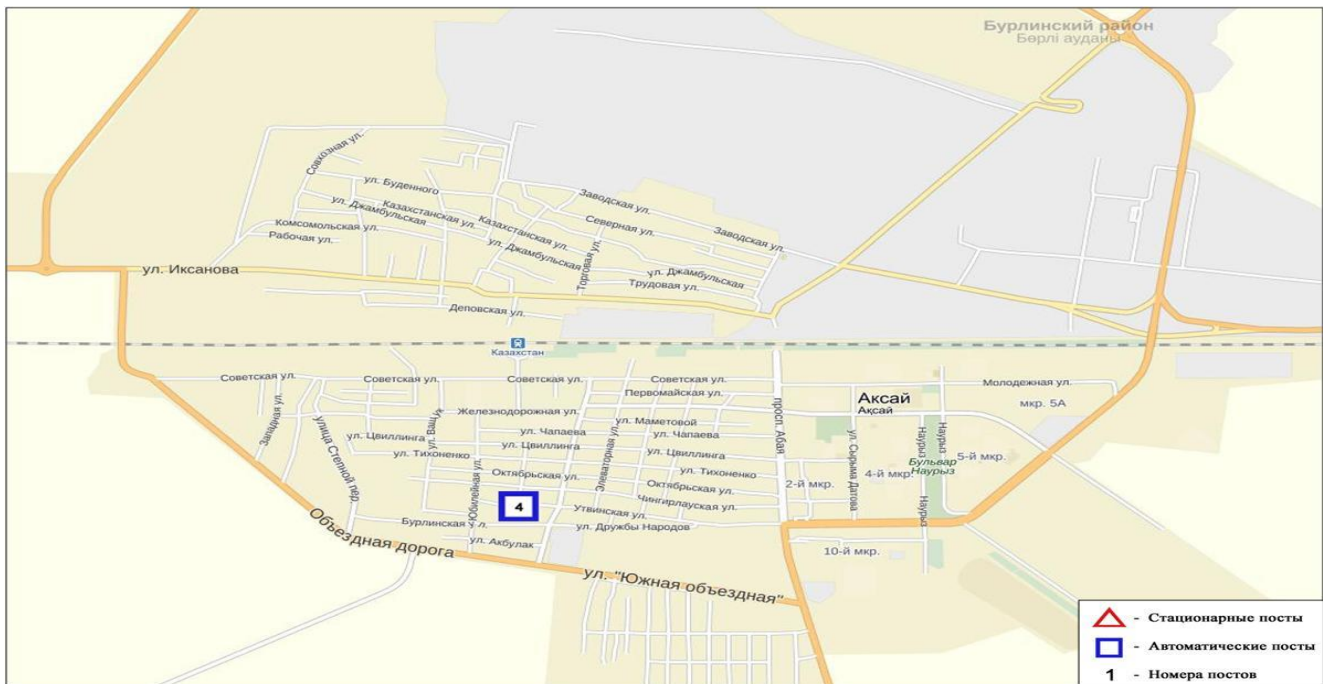 Бурлинский район
Бөрлі ауданы
Совхозная ул.
ул. Буденного
Заводская ул.
ул. Джамбульская
Казахстанская ул.
Северная ул.
Комсомольская ул.
Казахстанская ул.
Заводская ул.
Рабочая ул.
ул. Джамбульская
Торговая ул.
ул. Иксанова
ул. Джамбульская
Трудовая ул.
Деповская ул.
Казахстан
Советская ул.
Советская ул.
Советская ул.
Советская ул.
Молодежная ул.
Первомайская ул.
Аксай
Ақсай
мкр. 5А
Западная ул.
улица Степной пер.
ул. Ващук
Железнодорожная ул.
ул. Маметовой
просп. Абая
ул. Чапаева
ул. Чапаева
ул. Цвиллинга
ул. Цвиллинга
ул. Цвиллинга
ул. Тихоненко
Элеваторная ул.
ул. Сырыма Датова
Наурыз
Наурыз
5-й мкр.
Бульвар
Наурыз
4-й мкр.
ул. Тихоненко
Юбилейная ул.
Октябрьская ул.
Октябрьская ул.
2-й мкр.
Чингирлауская ул.
4
Утвинская ул.
Наурыз
Бурлинская ул.
ул. Дружбы Народов
Объездная дорога
ул. Акбулак
10-й мкр.
ул. "Южная объездная"
- Стационарные посты
- Автоматические посты
1 - Номера постов